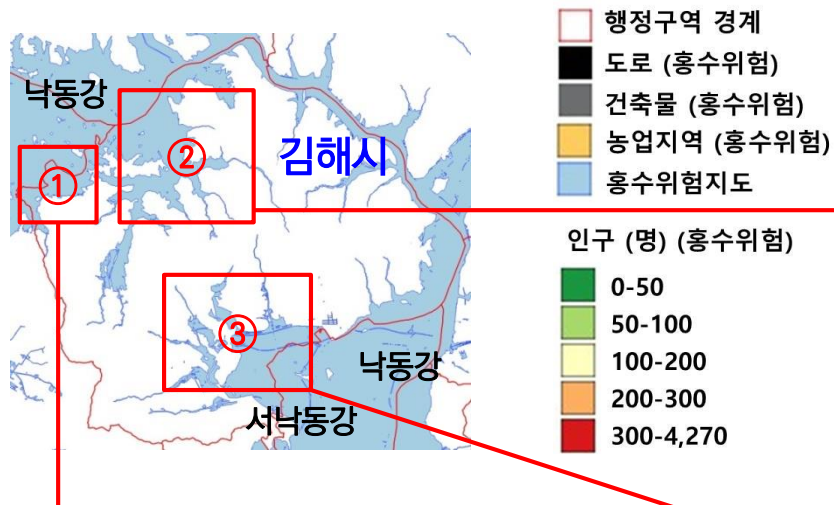 낙동강
②
김해시
①
③
낙동강
서낙동강
행정구역 경계
도로 (홍수위험)
건축물 (홍수위험)
농업지역 (홍수위험)
홍수위험지도
인구 (명) (홍수위험)
0-50
50-100
100-200
200-300
300-4,270